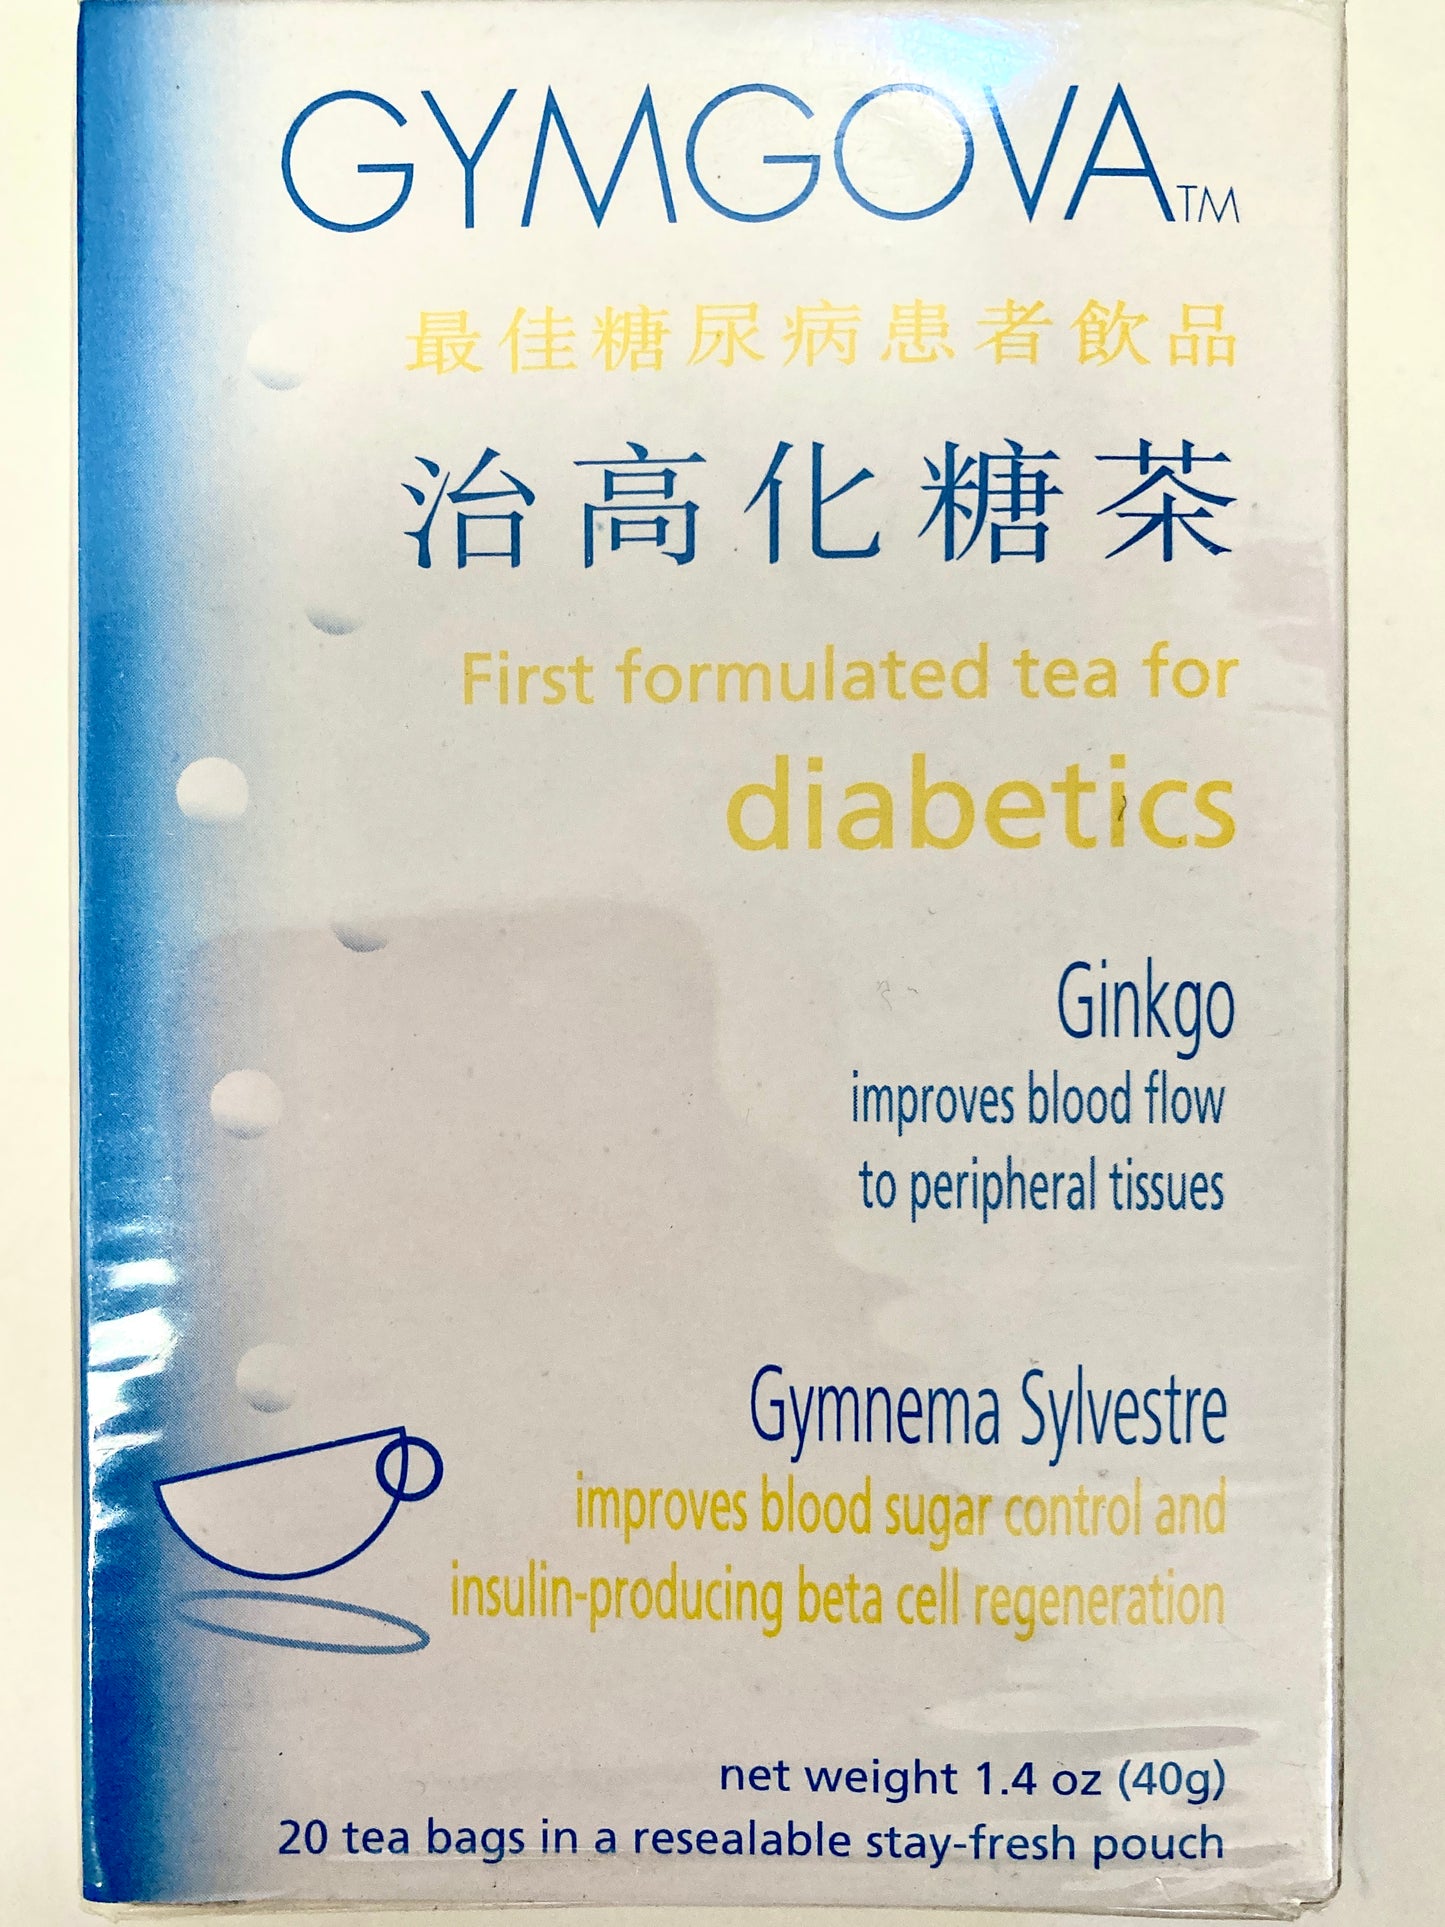 GYMGOVA™
最佳糖尿病患者飲品
治高化糖茶
First formulated tea for
diabetics
Ginkgo
improves blood flow
to peripheral tissues
Gymnema Sylvestre
improves blood sugar control and
insulin-producing beta cell regeneration
net weight 1.4 oz (40g)
20 tea bags in a resealable stay-fresh pouch